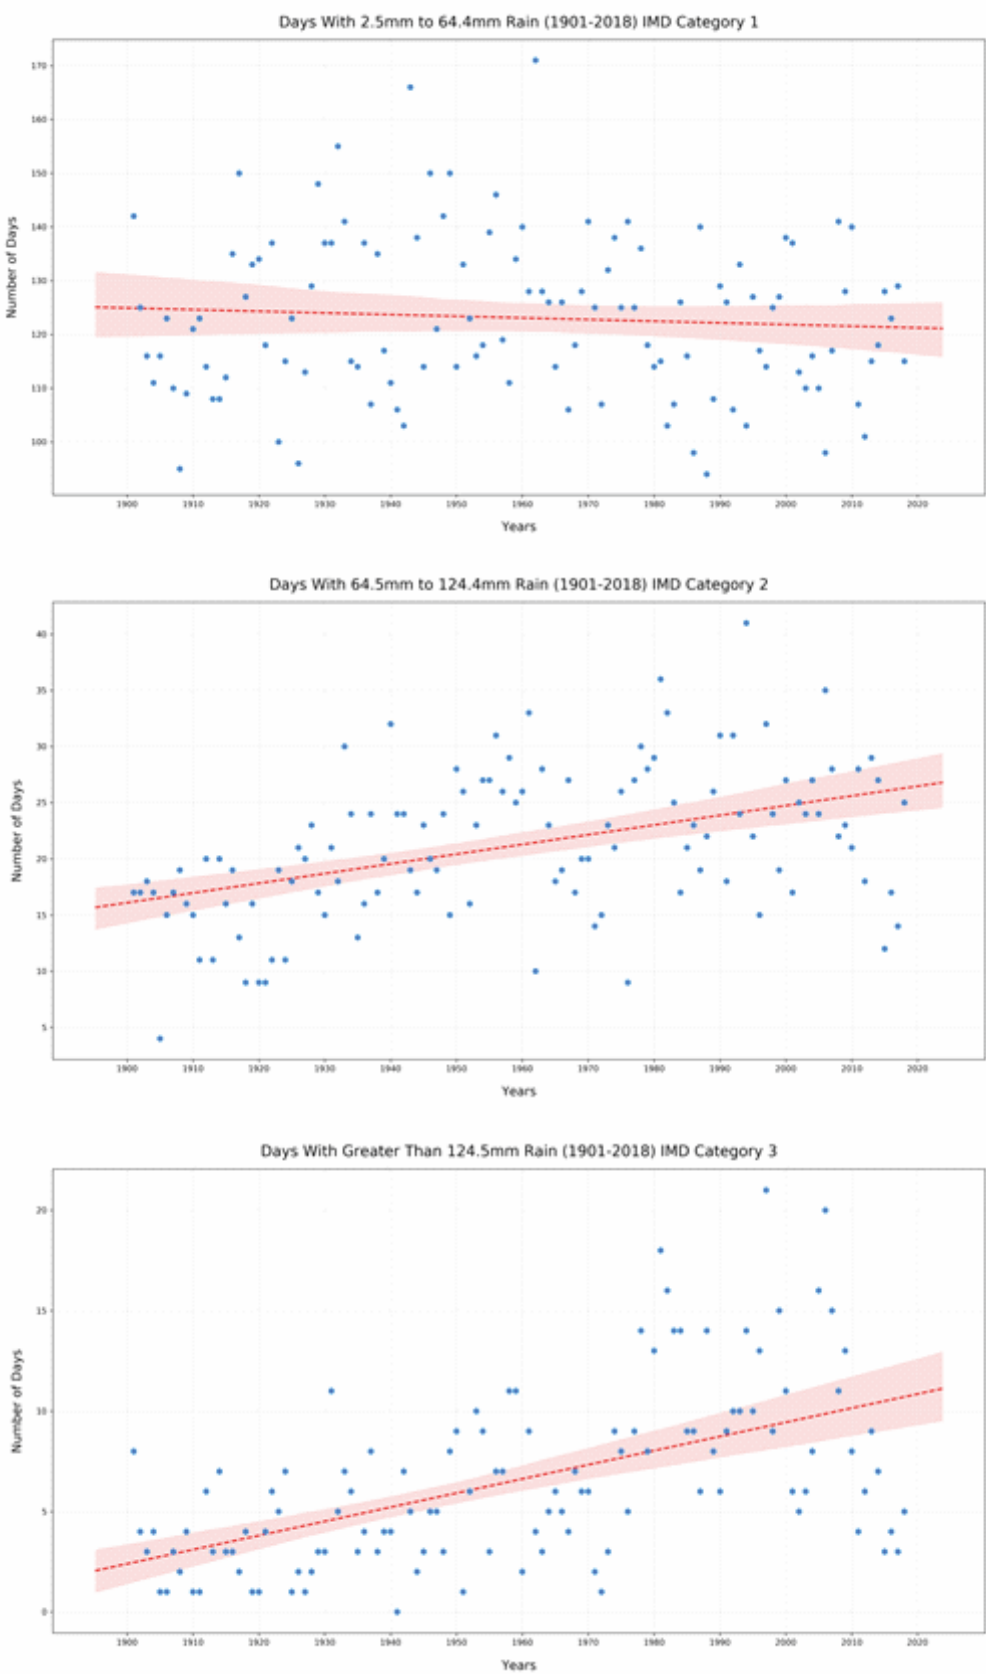 Days With 2.5mm to 64.4mm Rain (1901-2018) IMD Category 1
170
160
150
140
130
120
110
100
Number of Days
1900 1910 1920 1930 1940 1950 1960 1970 1980 1990 2000 2010 2020
Years
Days With 64.5mm to 124.4mm Rain (1901-2018) IMD Category 2
40
35
30
25
20
15
10
5
Number of Days
1900 1910 1920 1930 1940 1950 1960 1970 1980 1990 2000 2010 2020
Years
Days With Greater Than 124.5mm Rain (1901-2018) IMD Category 3
20
15
10
5
0
Number of Days
1900 1910 1920 1930 1940 1950 1960 1970 1980 1990 2000 2010 2020
Years